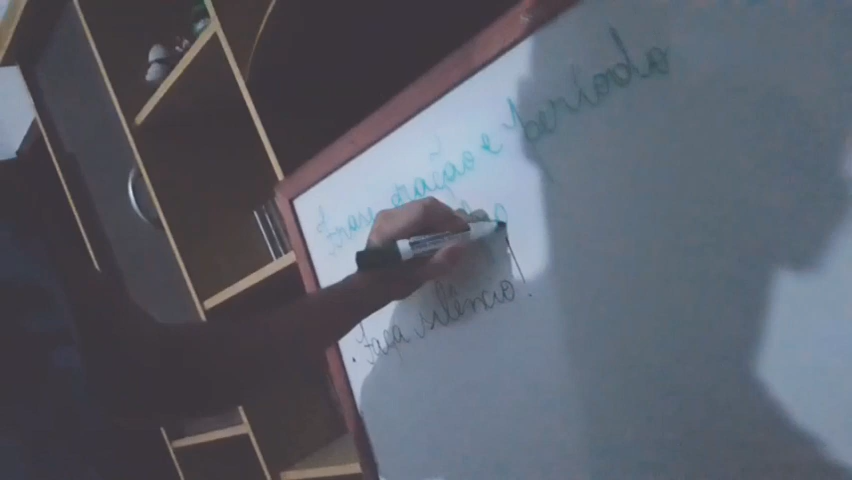 Frase, oração e período
• Faça silêncio!